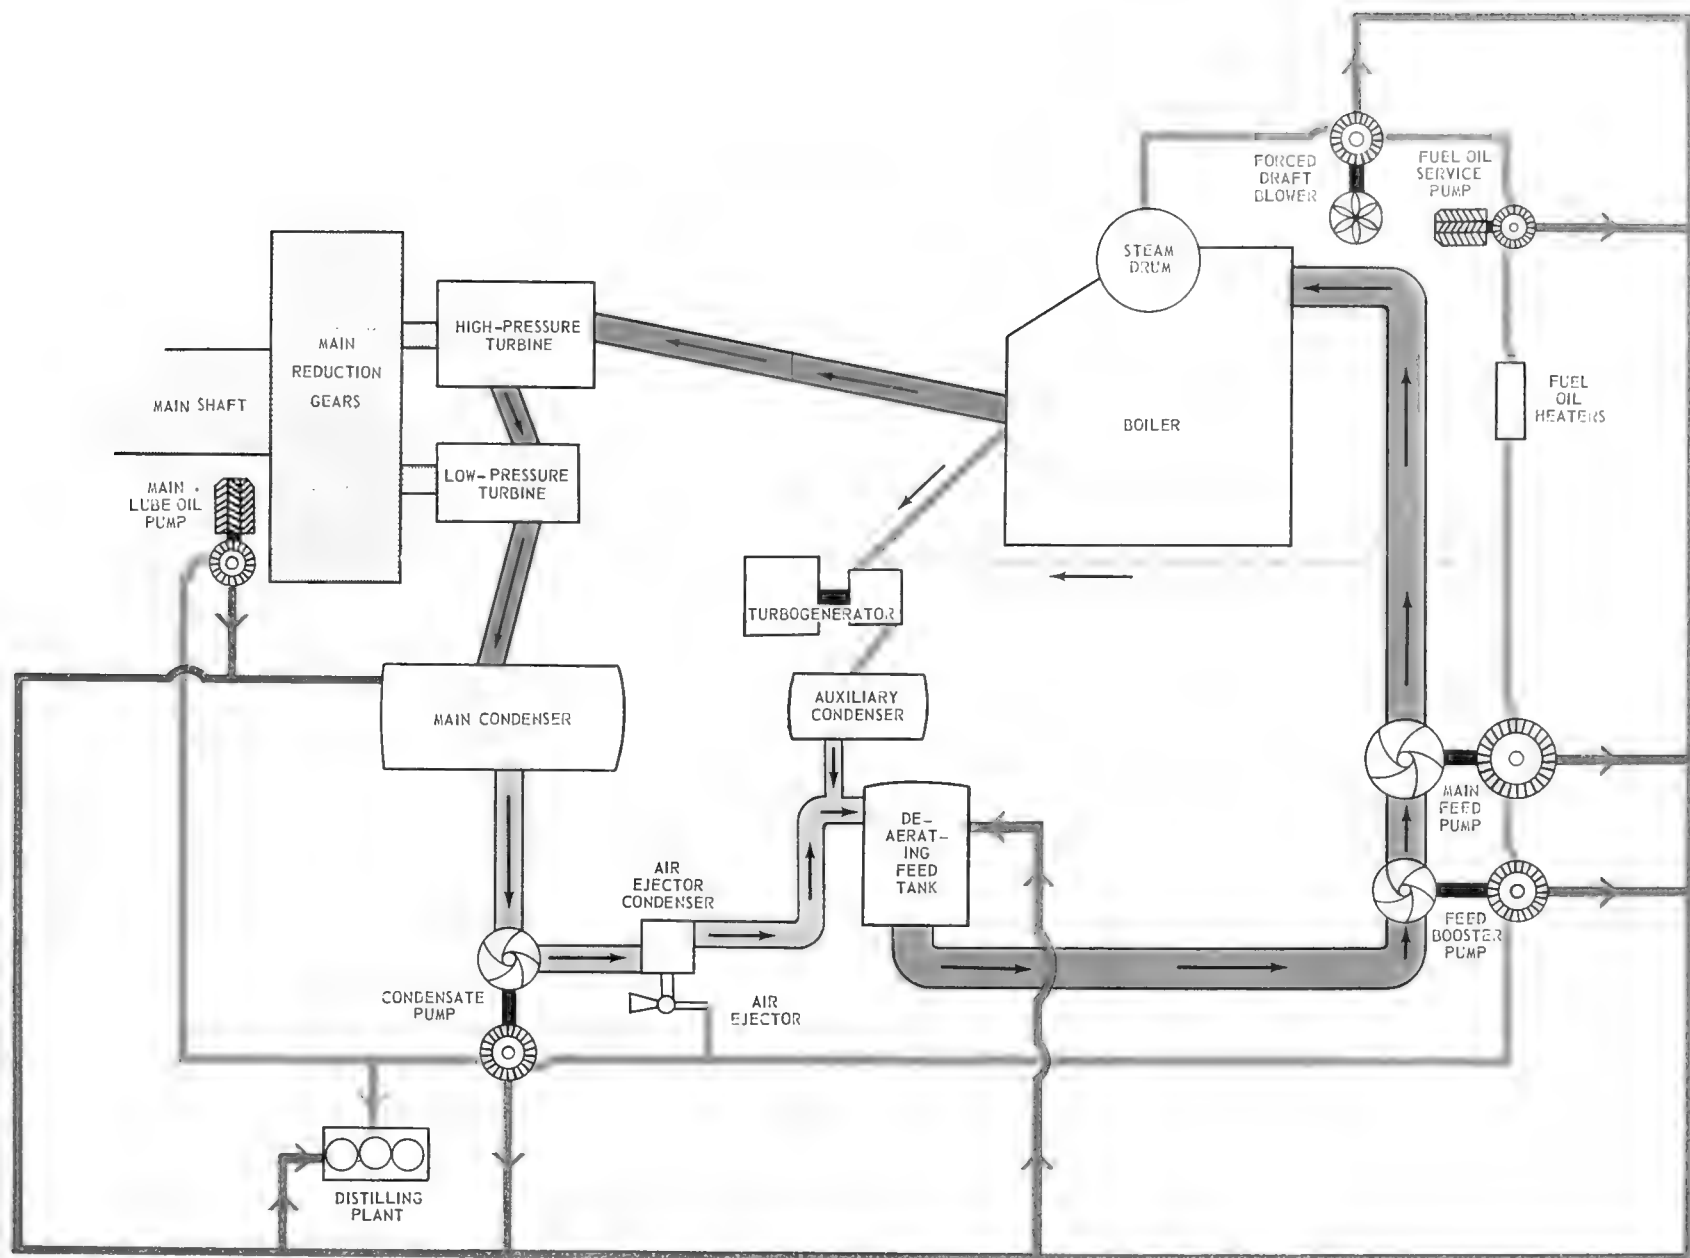 FORCED
DRAFT
BLOWER
FUEL OIL
SERVICE
PUMP
STEAM
DRUM
HIGH-PRESSURE
TURBINE
MAIN
REDUCTION
GEARS
MAIN SHAFT
BOILER
FUEL
OIL
HEATERS
LOW-PRESSURE
TURBINE
MAIN
LUBE OIL
PUMP
TURBOGENERATOR
AUXILIARY
CONDENSER
MAIN CONDENSER
MAIN
FEED
PUMP
DE-
AERAT-
ING
FEED
TANK
AIR
EJECTOR
CONDENSER
FEED
BOOSTER
PUMP
CONDENSATE
PUMP
AIR
EJECTOR
DISTILLING
PLANT